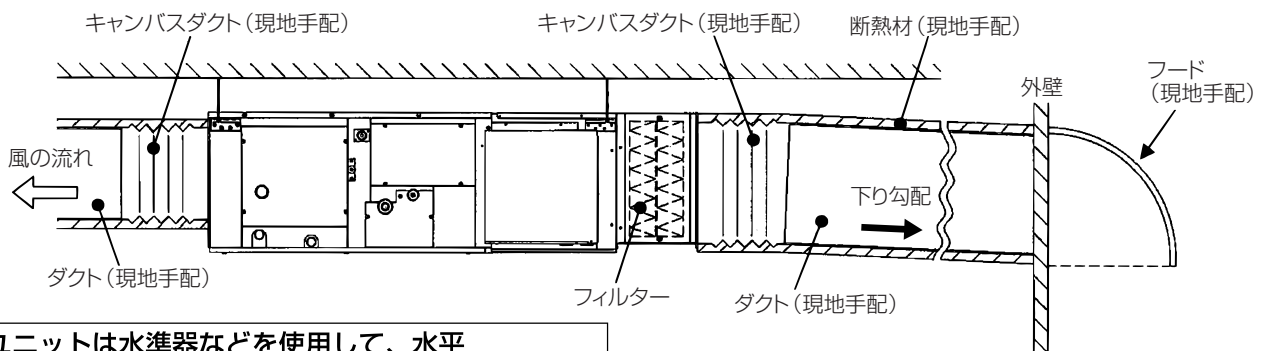 キャンバスダクト（現地手配）
キャンバスダクト（現地手配）
断熱材（現地手配）
外壁
フード
（現地手配）
風の流れ
下り勾配
ダクト（現地手配）
フィルター
ダクト（現地手配）
ユニットは水準器などを使用して、水平